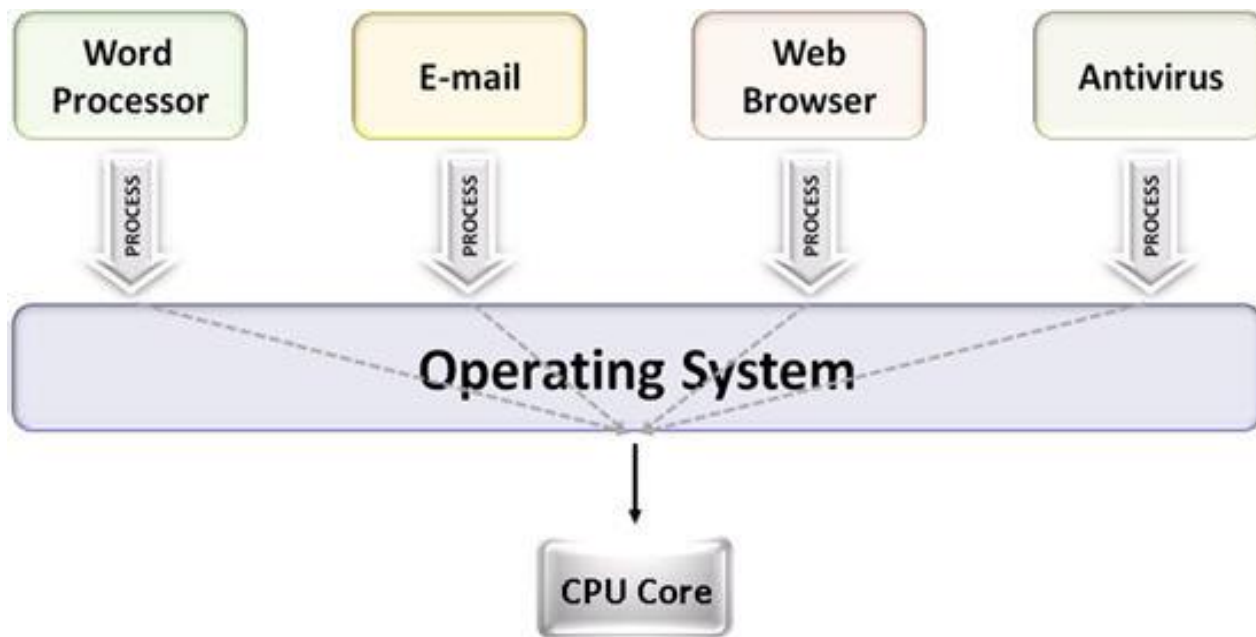 Word
Processor
E-mail
Web
Browser
Antivirus
PROCESS
PROCESS
PROCESS
PROCESS
Operating System
CPU Core